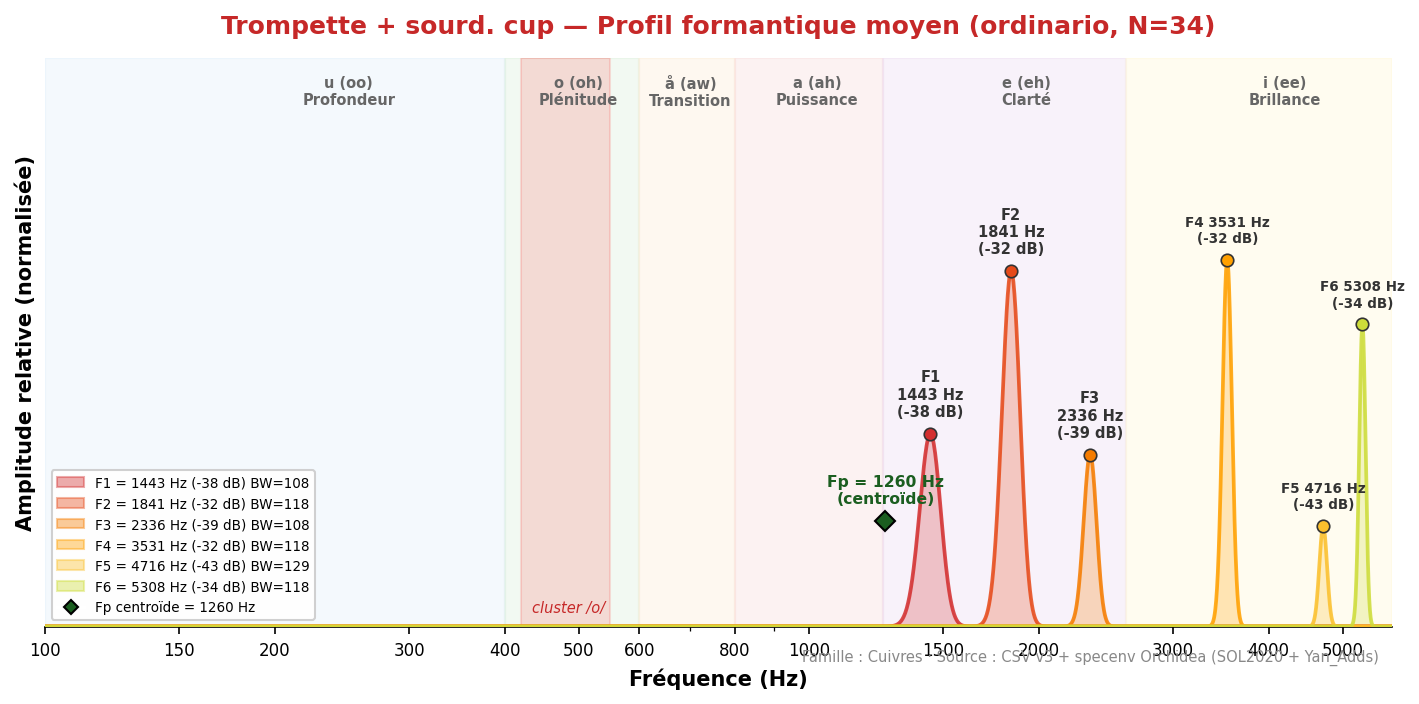 Trompette + sourd. cup — Profil formantique moyen (ordinario, N=34)
u (oo)
Profondeur
o (oh)
Plénitude
å (aw)
Transition
a (ah)
Puissance
e (eh)
Clarté
i (ee)
Brillance
Amplitude relative (normalisée)
F1
1443 Hz
(-38 dB)
F2
1841 Hz
(-32 dB)
F3
2336 Hz
(-39 dB)
F4 3531 Hz
(-32 dB)
F5 4716 Hz
(-43 dB)
F6 5308 Hz
(-34 dB)
Fp = 1260 Hz
(centroïde)
cluster /o/
F1 = 1443 Hz (-38 dB) BW=108
F2 = 1841 Hz (-32 dB) BW=118
F3 = 2336 Hz (-39 dB) BW=108
F4 = 3531 Hz (-32 dB) BW=118
F5 = 4716 Hz (-43 dB) BW=129
F6 = 5308 Hz (-34 dB) BW=118
Fp centroïde = 1260 Hz
100 150 200 300 400 500 600 800 1000 1500 2000 3000 4000 5000
Famille : Cuivres Source : CSV v3 + specenv Orchidea (SOL2020 + Yan_Adds)
Fréquence (Hz)